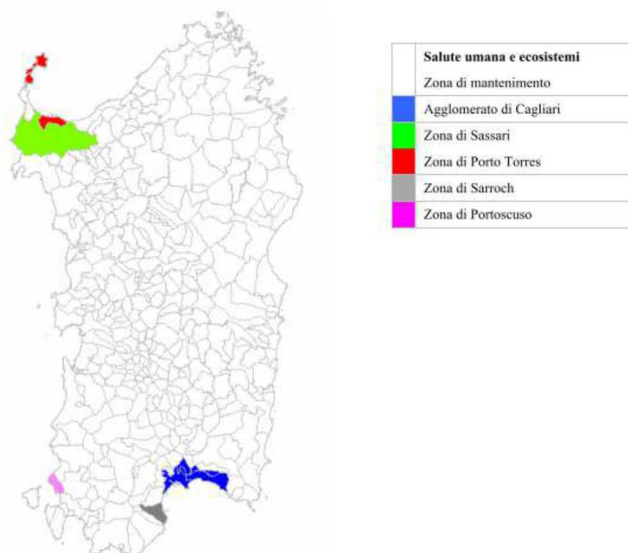 Salute umana e ecosistemi
Zona di mantenimento
Agglomerato di Cagliari
Zona di Sassari
Zona di Porto Torres
Zona di Sarroch
Zona di Portoscuso